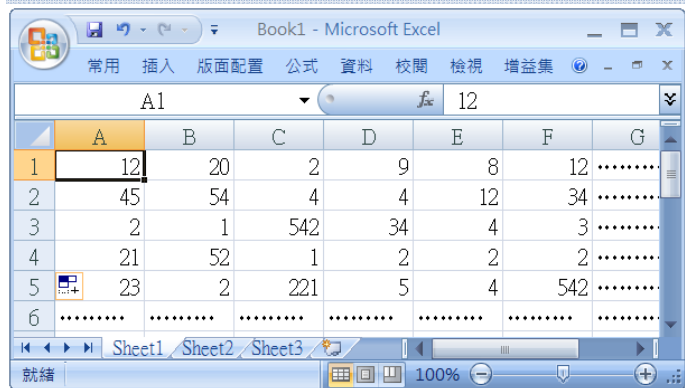 Book1 - Microsoft Excel
常用 插入 版面配置 公式 資料 校閱 檢視 增益集
A1 fx 12
A B C D E F G
1 12 20 2 9 8 12 ·········
2 45 54 4 4 12 34 ·········
3 2 1 542 34 4 3 ·········
4 21 52 1 2 2 2 ·········
5 23 2 221 5 4 542 ·········
6 ········· ········· ········· ········· ········· ·········
Sheet1 Sheet2 Sheet3
就緒 100%